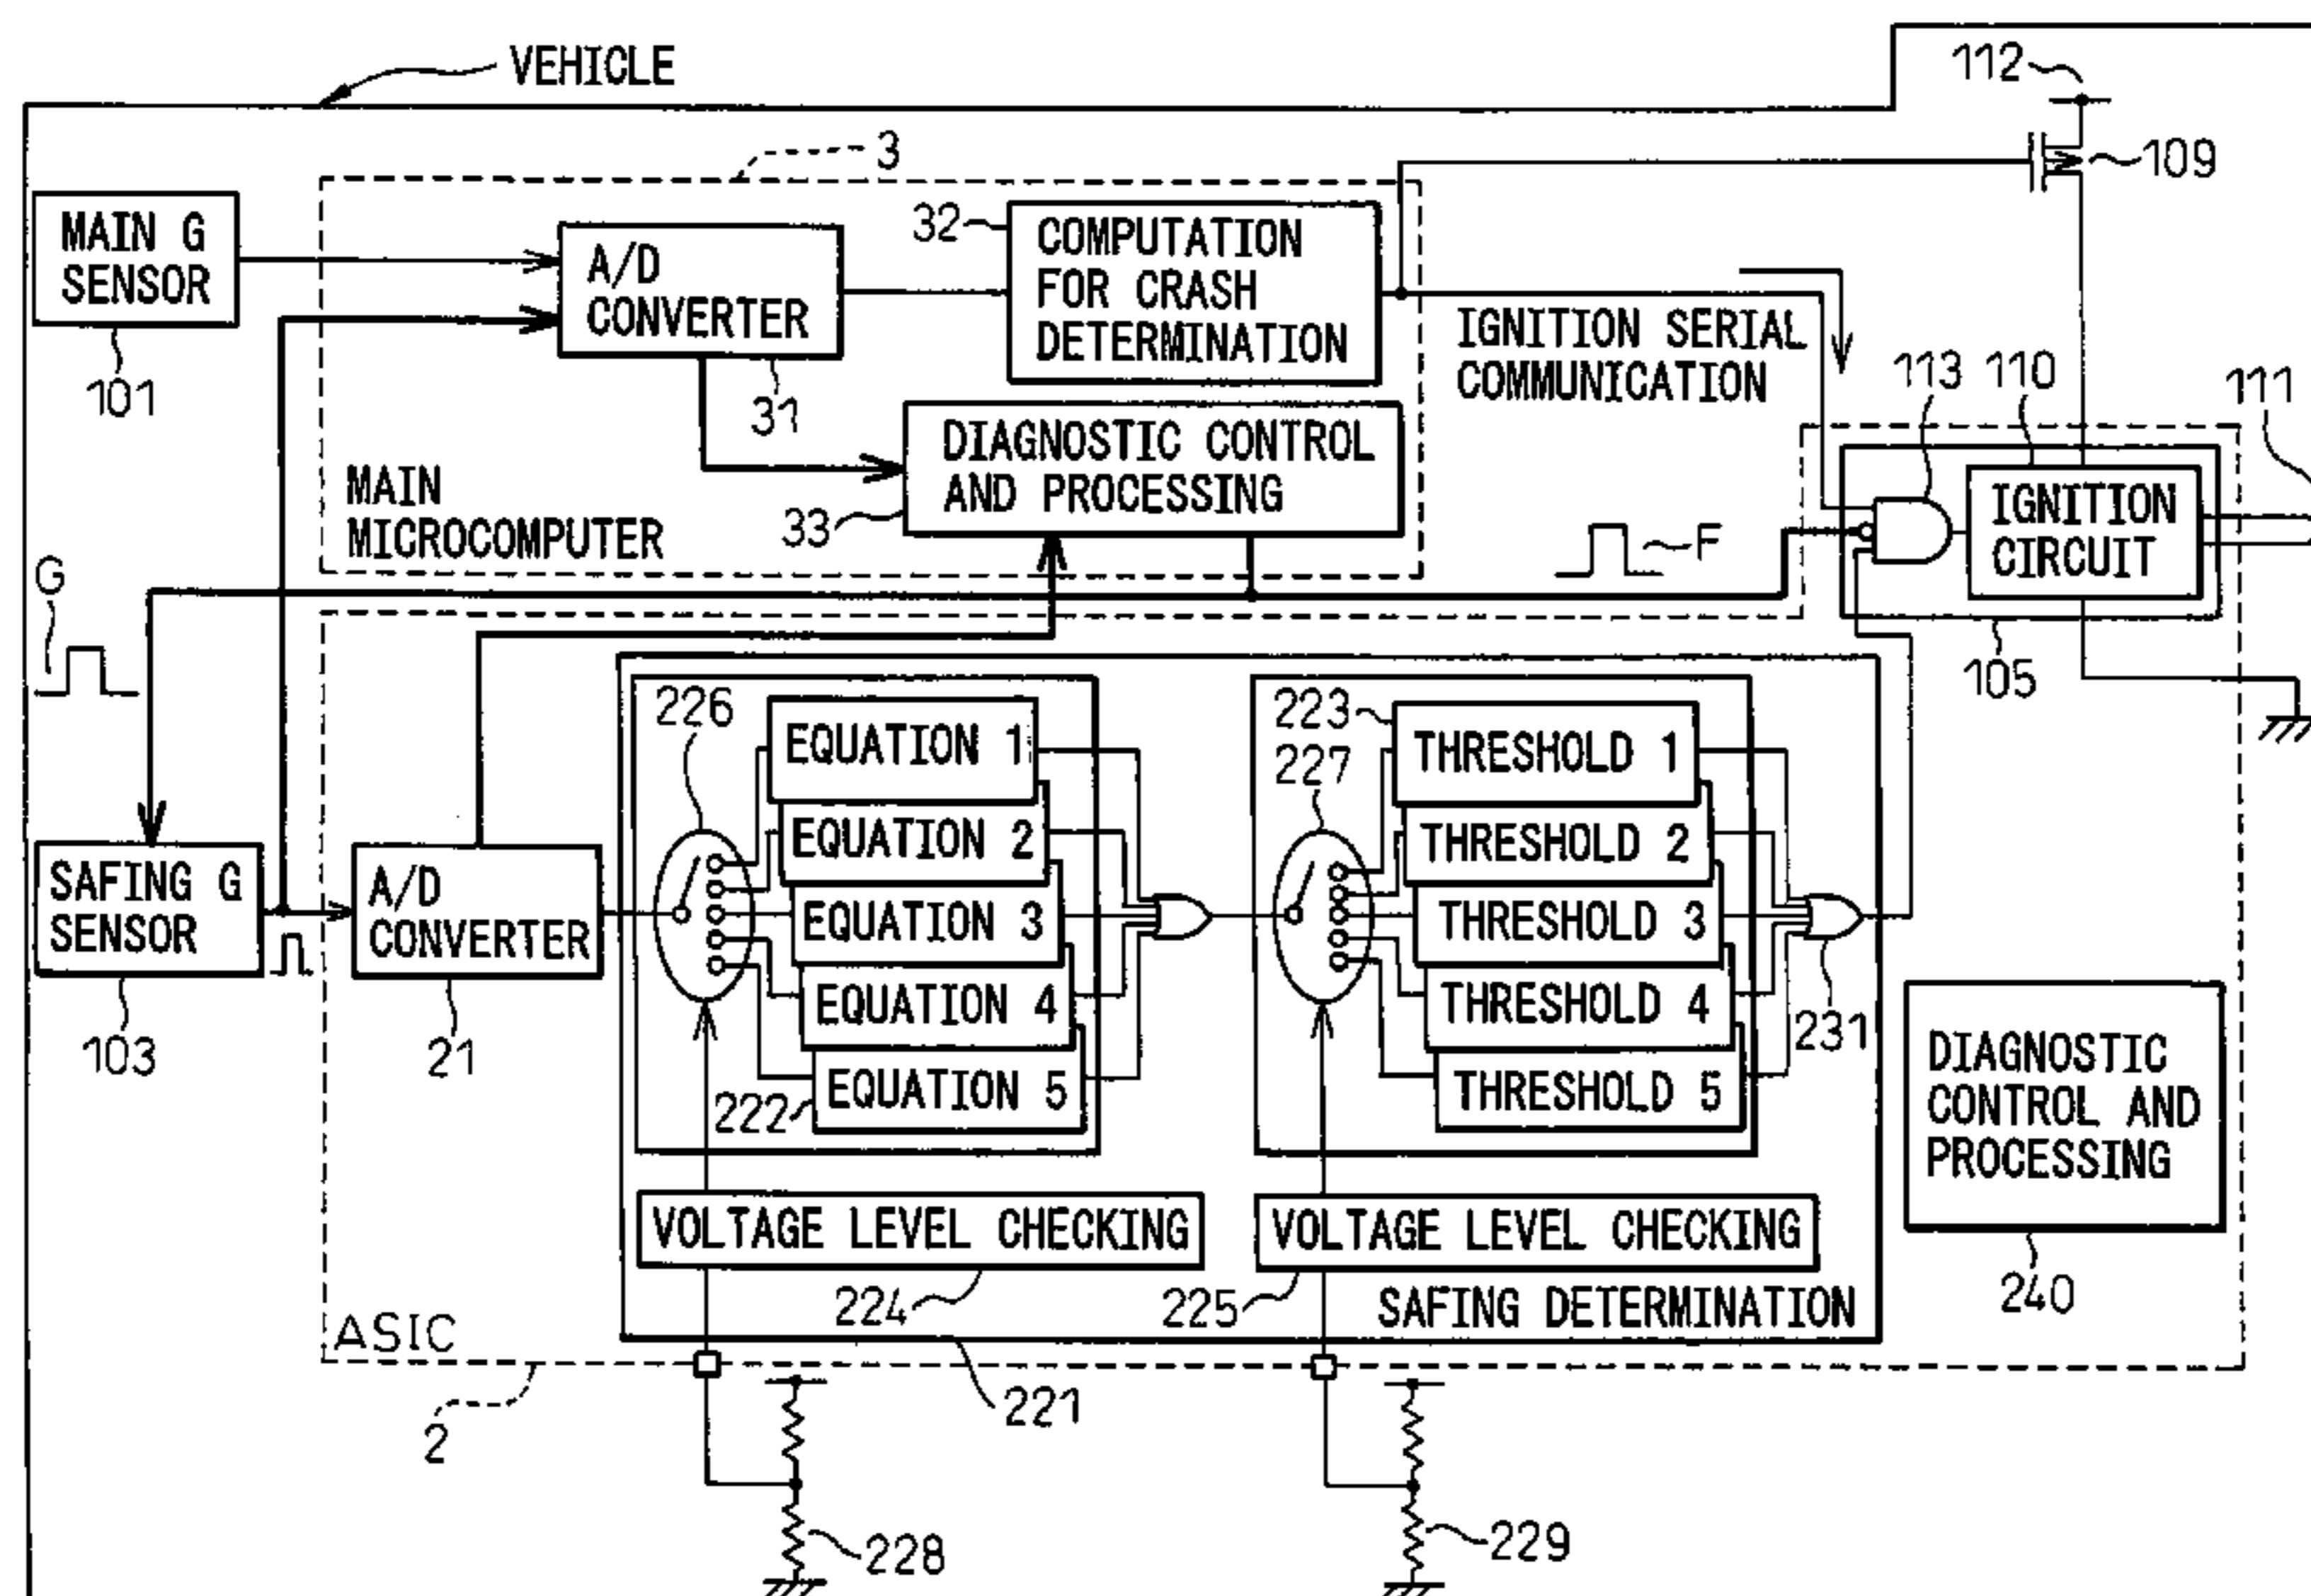 VEHICLE
112
109
3
MAIN G
SENSOR
101
A/D
CONVERTER
31
32
COMPUTATION
FOR CRASH
DETERMINATION
IGNITION SERIAL
COMMUNICATION
113
110
111
DIAGNOSTIC CONTROL
AND PROCESSING
33
MAIN
MICROCOMPUTER
F
IGNITION
CIRCUIT
105
G
SAFING G
SENSOR
103
A/D
CONVERTER
21
226
EQUATION 1
EQUATION 2
EQUATION 3
EQUATION 4
EQUATION 5
222
223
227
THRESHOLD 1
THRESHOLD 2
THRESHOLD 3
THRESHOLD 4
THRESHOLD 5
231
DIAGNOSTIC
CONTROL AND
PROCESSING
240
VOLTAGE LEVEL CHECKING
224
VOLTAGE LEVEL CHECKING
225
SAFING DETERMINATION
ASIC
2
221
228
229